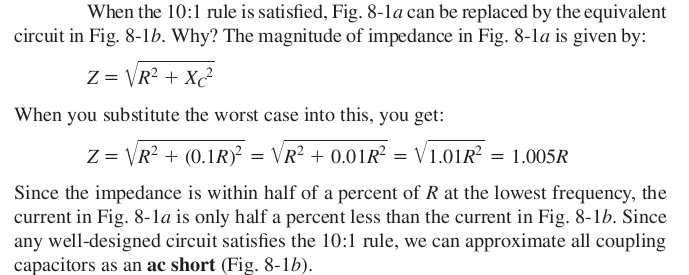 When the 10:1 rule is satisfied, Fig. 8-1a can be replaced by the equivalent
circuit in Fig. 8-1b. Why? The magnitude of impedance in Fig. 8-1a is given by:
Z = √R² + X_C²
When you substitute the worst case into this, you get:
Z = √R² + (0.1R)² = √R² + 0.01R² = √1.01R² = 1.005R
Since the impedance is within half of a percent of R at the lowest frequency, the
current in Fig. 8-1a is only half a percent less than the current in Fig. 8-1b. Since
any well-designed circuit satisfies the 10:1 rule, we can approximate all coupling
capacitors as an ac short (Fig. 8-1b).